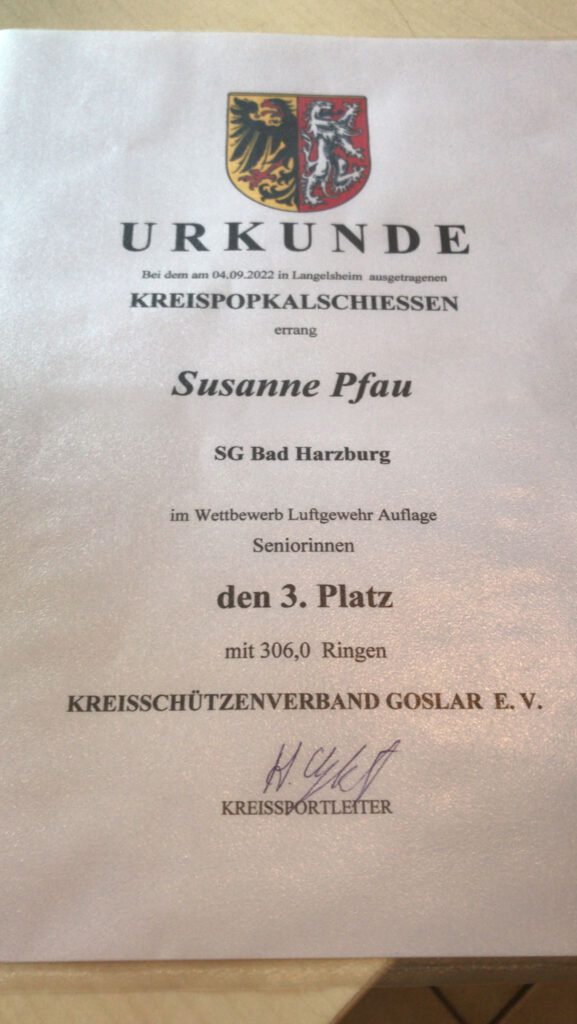 URKUNDE
Bei dem am 04.09.2022 in Langelsheim ausgetragenen
KREISPOPKALSCHIESSEN
errang
Susanne Pfau
SG Bad Harzburg
im Wettbewerb Luftgewehr Auflage
Seniorinnen
den 3. Platz
mit 306,0 Ringen
KREISSCHÜTZENVERBAND GOSLAR E. V.
KREISSPORTLEITER